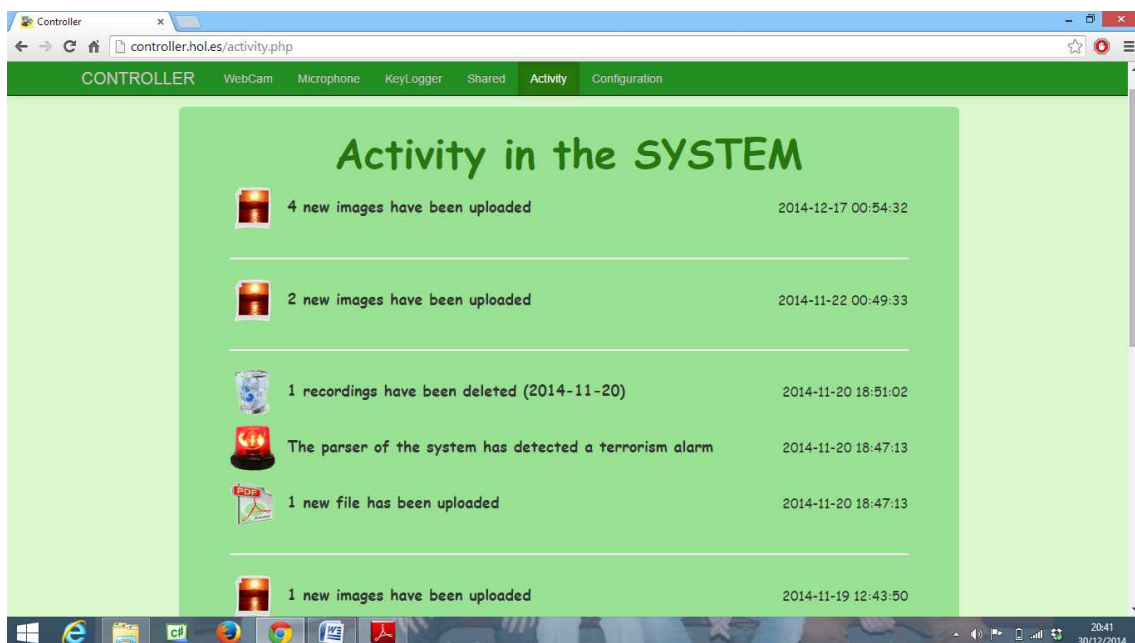 Controller
controller.hol.es/activity.php
CONTROLLER WebCam Microphone KeyLogger Shared Activity Configuration
Activity in the SYSTEM
4 new images have been uploaded 2014-12-17 00:54:32
2 new images have been uploaded 2014-11-22 00:49:33
1 recordings have been deleted (2014-11-20) 2014-11-20 18:51:02
The parser of the system has detected a terrorism alarm 2014-11-20 18:47:13
PDF
1 new file has been uploaded 2014-11-20 18:47:13
1 new images have been uploaded 2014-11-19 12:43:50
C#
20:41
30/12/2014